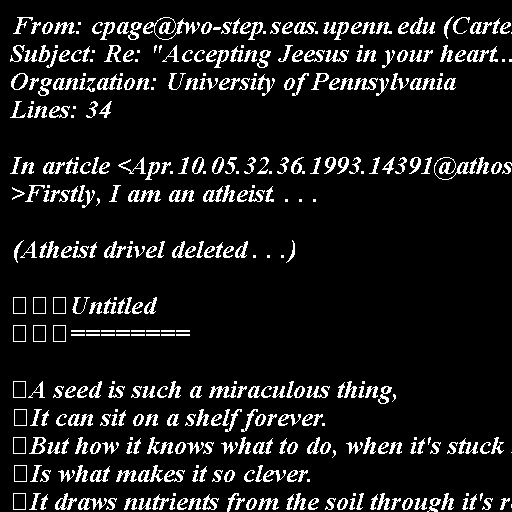 From: cpage@two-step.seas.upenn.edu
Subject: Re: "Accepting Jeesus in your heart...
Organization: University of Pennsylvania
Lines: 34
In article <Apr.10.05.32.36.1993.14391@athos
>Firstly, I am an atheist. . . .
(Atheist drivel deleted . . .)
□□□Untitled
□□□========
□A seed is such a miraculous thing,
□It can sit on a shelf forever.
□But how it knows what to do, when it's stuck
□Is what makes it so clever.
□It draws nutrients from the soil through it's